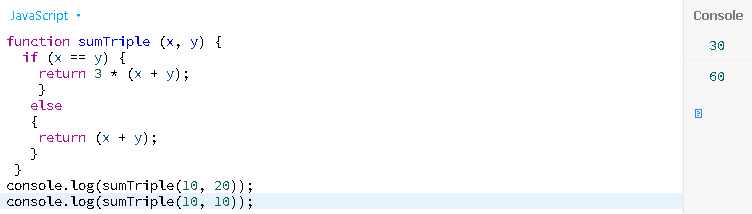 JavaScript
Console
function sumTriple (x, y) {
if (x == y) {
return 3 * (x + y);
}
else
{
return (x + y);
}
}
console.log(sumTriple(10, 20));
console.log(sumTriple(10, 10));
30
60